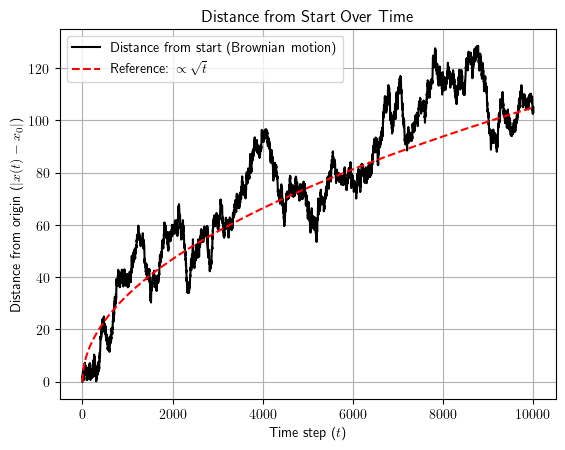 Distance from Start Over Time
Distance from start (Brownian motion)
Reference: ∝ √t
Distance from origin (|x(t) − x₀|)
120
100
80
60
40
20
0
0 2000 4000 6000 8000 10000
Time step (t)